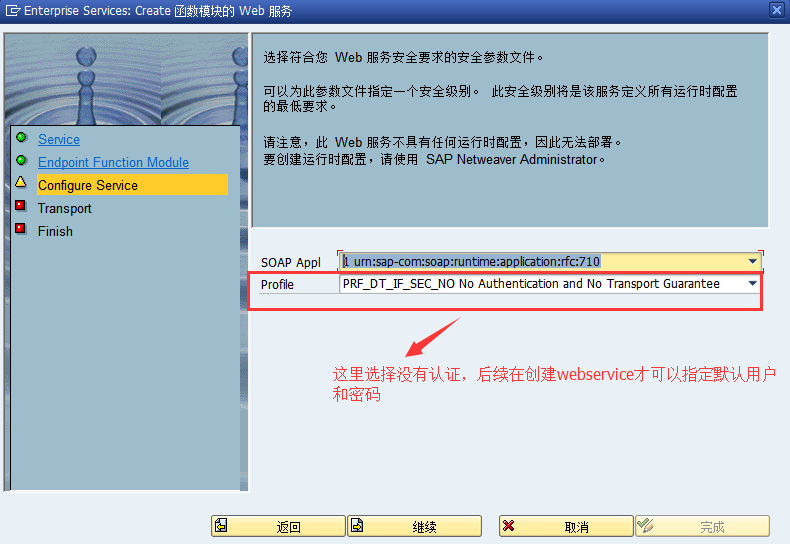 Enterprise Services: Create 函数模块的 Web 服务
Service
Endpoint Function Module
Configure Service
Transport
Finish
选择符合您 Web 服务安全要求的安全参数文件。
可以为此参数文件指定一个安全级别。 此安全级别将是该服务定义所有运行时配置
的最低要求。
请注意，此 Web 服务不具有任何运行时配置，因此无法部署。
要创建运行时配置，请使用 SAP Netweaver Administrator。
SOAP Appl 1 urn:sap-com:soap:runtime:application:rfc:710
Profile PRF_DT_IF_SEC_NO No Authentication and No Transport Guarantee
这里选择没有认证，后续在创建webservice才可以指定默认用户
和密码
返回 继续 取消 完成